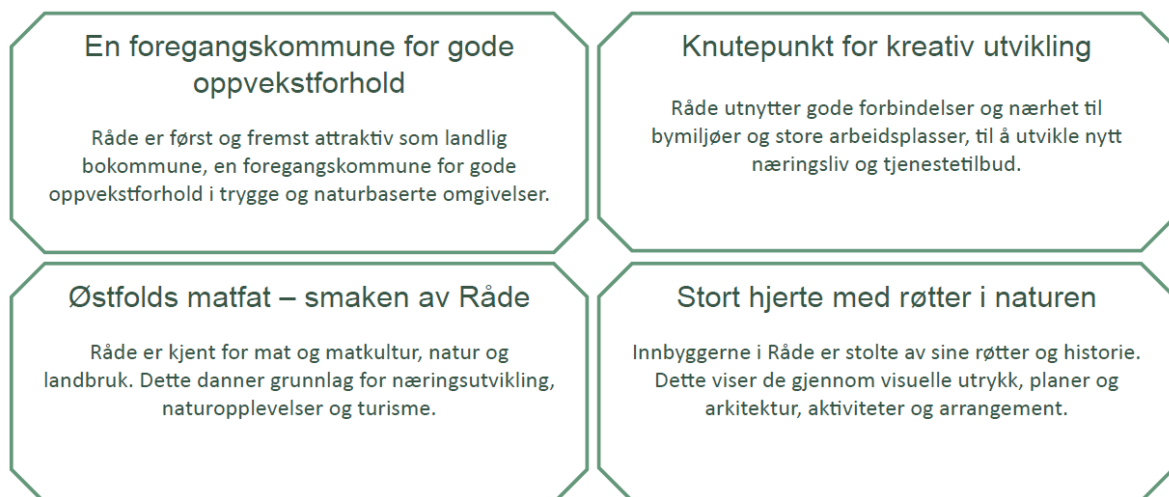 En foregangskommune for gode
oppvekstforhold
Råde er først og fremst attraktiv som landlig
bokommune, en foregangskommune for gode
oppvekstforhold i trygge og naturbaserte omgivelser.
Knutepunkt for kreativ utvikling
Råde utnytter gode forbindelser og nærhet til
bymiljøer og store arbeidsplasser, til å utvikle nytt
næringsliv og tjenestetilbud.
Østfolds matfat – smaken av Råde
Råde er kjent for mat og matkultur, natur og
landbruk. Dette danner grunnlag for næringsutvikling,
naturopplevelser og turisme.
Stort hjerte med røtter i naturen
Innbyggerne i Råde er stolte av sine røtter og historie.
Dette viser de gjennom visuelle utrykk, planer og
arkitektur, aktiviteter og arrangement.